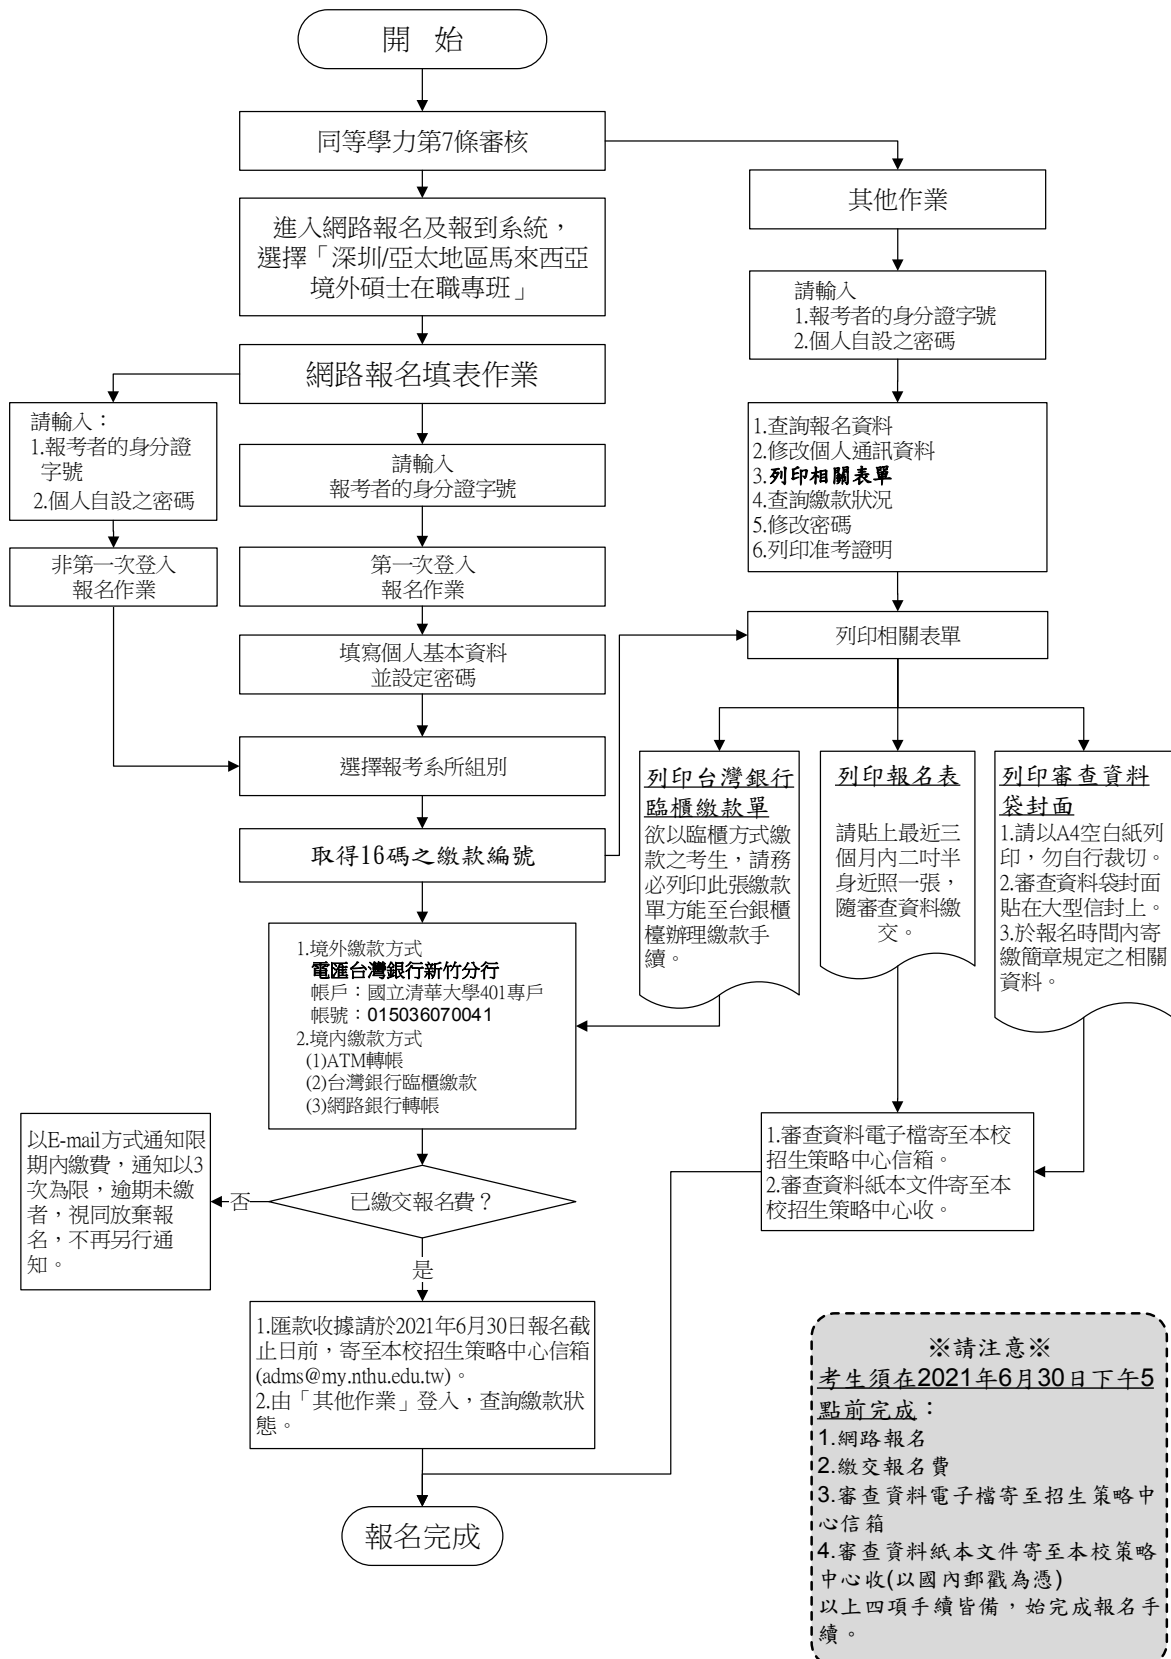 開 始
同等學力第7條審核
進入網路報名及報到系統，
選擇「深圳/亞太地區馬來西亞
境外碩士在職專班」
網路報名填表作業
請輸入：
1.報考者的身分證
字號
2.個人自設之密碼
非第一次登入
報名作業
請輸入
報考者的身分證字號
第一次登入
報名作業
填寫個人基本資料
並設定密碼
選擇報考系所組別
取得16碼之繳款編號
1.境外繳款方式
電匯台灣銀行新竹分行
帳戶：國立清華大學401專戶
帳號：015036070041
2.境內繳款方式
(1)ATM轉帳
(2)台灣銀行臨櫃繳款
(3)網路銀行轉帳
已繳交報名費？
否
以E-mail方式通知限
期內繳費，通知以3
次為限，逾期未繳
者，視同放棄報
名，不再另行通
知。
是
1.匯款收據請於2021年6月30日報名截
止日前，寄至本校招生策略中心信箱
(adms@my.nthu.edu.tw)。
2.由「其他作業」登入，查詢繳款狀
態。
報名完成
其他作業
請輸入
1.報考者的身分證字號
2.個人自設之密碼
1.查詢報名資料
2.修改個人通訊資料
3.列印相關表單
4.查詢繳款狀況
5.修改密碼
6.列印准考證明
列印相關表單
列印台灣銀行
臨櫃繳款單
欲以臨櫃方式繳
款之考生，請務
必列印此張繳款
單方能至台銀櫃
檯辦理繳款手
續。
列印報名表
請貼上最近三
個月內二吋半
身近照一張，
隨審查資料繳
交。
列印審查資料
袋封面
1.請以A4空白紙列
印，勿自行裁切。
2.審查資料袋封面
貼在大型信封上。
3.於報名時間內寄
繳簡章規定之相關
資料。
1.審查資料電子檔寄至本校
招生策略中心信箱。
2.審查資料紙本文件寄至本
校招生策略中心收。
※請注意※
考生須在2021年6月30日下午5
點前完成：
1.網路報名
2.繳交報名費
3.審查資料電子檔寄至招生策略中
心信箱
4.審查資料紙本文件寄至本校策略
中心收(以國內郵戳為憑)
以上四項手續皆備，始完成報名手
續。